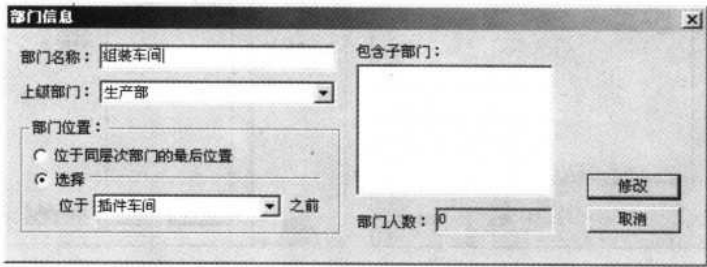 部门信息
部门名称：组装车间
上级部门：生产部
部门位置：
位于同层次部门的最后位置
选择
位于 插件车间 之前
包含子部门：
部门人数：0
修改
取消